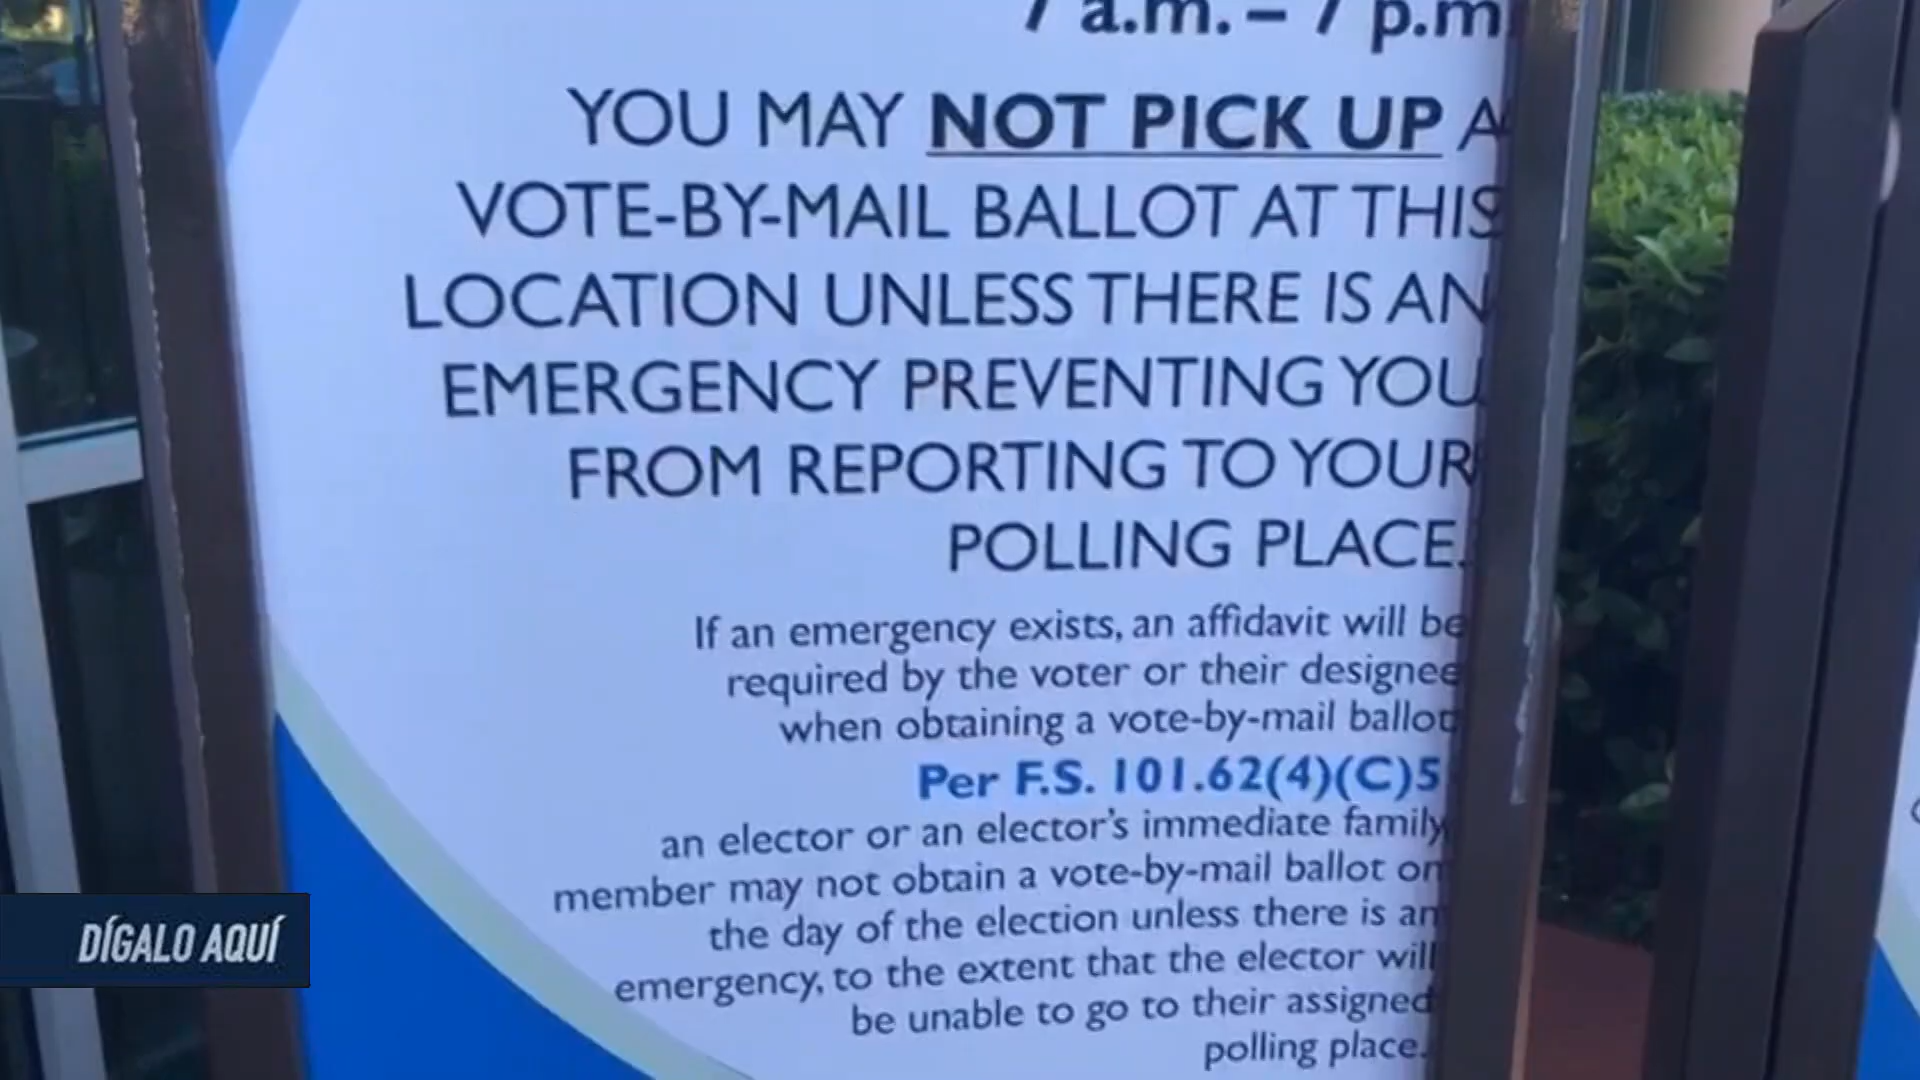 7 a.m. – 7 p.m.
YOU MAY NOT PICK UP A
VOTE-BY-MAIL BALLOT AT THIS
LOCATION UNLESS THERE IS AN
EMERGENCY PREVENTING YOU
FROM REPORTING TO YOUR
POLLING PLACE.
If an emergency exists, an affidavit will be
required by the voter or their designee
when obtaining a vote-by-mail ballot
Per F.S. 101.62(4)(C)5
an elector or an elector's immediate family
member may not obtain a vote-by-mail ballot on
the day of the election unless there is an
emergency, to the extent that the elector will
be unable to go to their assigned
polling place.
DÍGALO AQUÍ